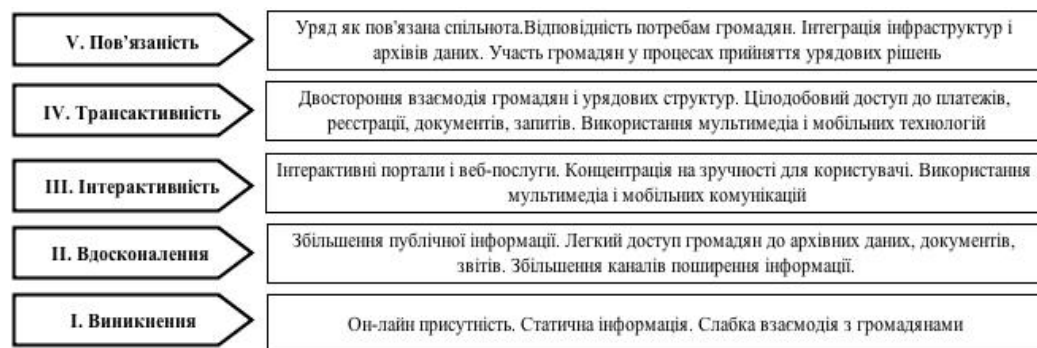 V. Пов'язаність
Уряд як пов'язана спільнота.Відповідність потребам громадян. Інтеграція інфраструктур і
архівів даних. Участь громадян у процесах прийняття урядових рішень
IV. Трансактивність
Двостороння взаємодія громадян і урядових структур. Цілодобовий доступ до платежів,
реєстрації, документів, запитів. Використання мультимедіа і мобільних технологій
III. Інтерактивність
Інтерактивні портали і веб-послуги. Концентрація на зручності для користувачі. Використання
мультимедіа і мобільних комунікацій
II. Вдосконалення
Збільшення публічної інформації. Легкий доступ громадян до архівних даних, документів,
звітів. Збільшення каналів поширення інформації.
I. Виникнення
Он-лайн присутність. Статична інформація. Слабка взаємодія з громадянами